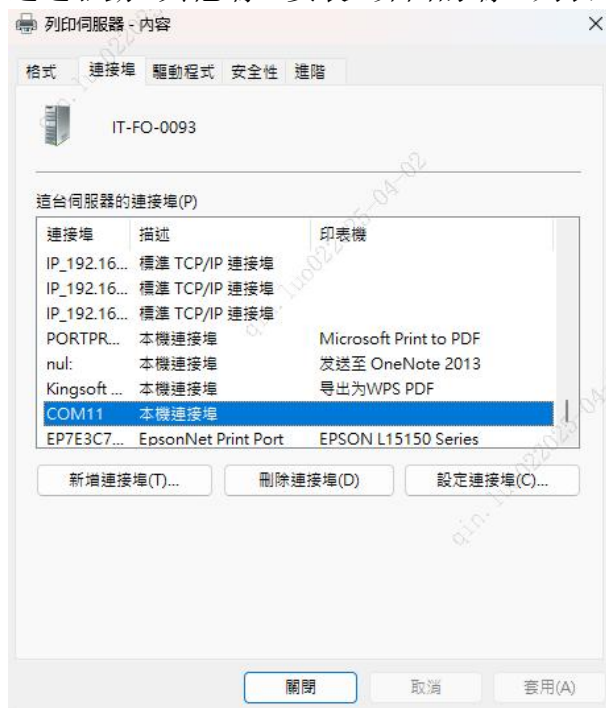 列印伺服器 - 內容
格式 連接埠 驅動程式 安全性 進階
IT-FO-0093
這台伺服器的連接埠(P)
連接埠 描述 印表機
IP_192.16... 標準 TCP/IP 連接埠
IP_192.16... 標準 TCP/IP 連接埠
IP_192.16... 標準 TCP/IP 連接埠
PORTPR... 本機連接埠 Microsoft Print to PDF
nul: 本機連接埠 发送至 OneNote 2013
Kingsoft ... 本機連接埠 导出为WPS PDF
COM11 本機連接埠
EP7E3C7... EpsonNet Print Port EPSON L15150 Series
新增連接埠(T)... 刪除連接埠(D) 設定連接埠(C)...
關閉 取消 套用(A)